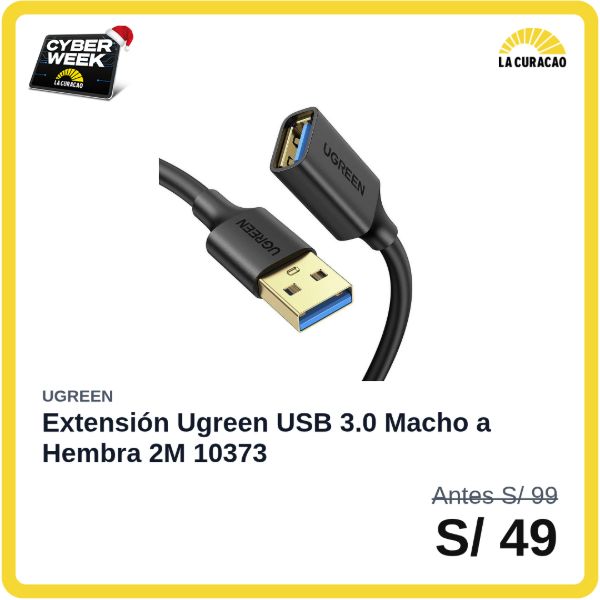 CYBER
WEEK
LA CURACAO
LA CURACAO
UGREEN
UGREEN
UGREEN
Extensión Ugreen USB 3.0 Macho a
Hembra 2M 10373
Antes S/ 99
S/ 49